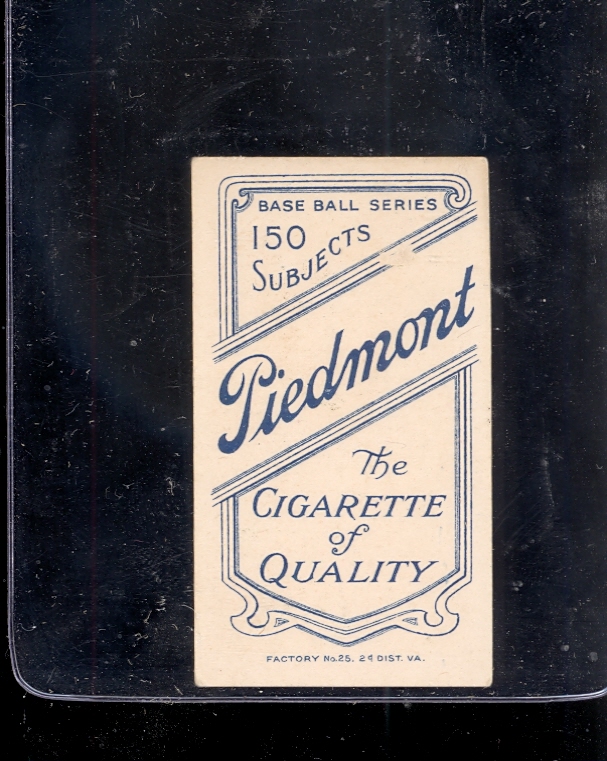 BASE BALL SERIES
150
SUBJECTS
Piedmont
The
CIGARETTE
of
QUALITY
FACTORY No. 25, 2d DIST. VA.